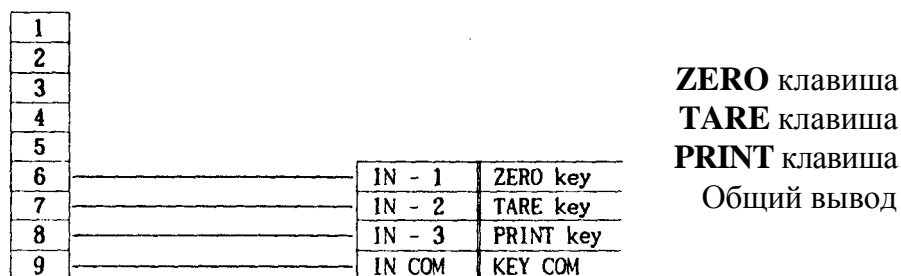 1
2
3
4
5
6 IN - 1 ZERO key
7 IN - 2 TARE key
8 IN - 3 PRINT key
9 IN COM KEY COM
ZERO клавиша
TARE клавиша
PRINT клавиша
Общий вывод